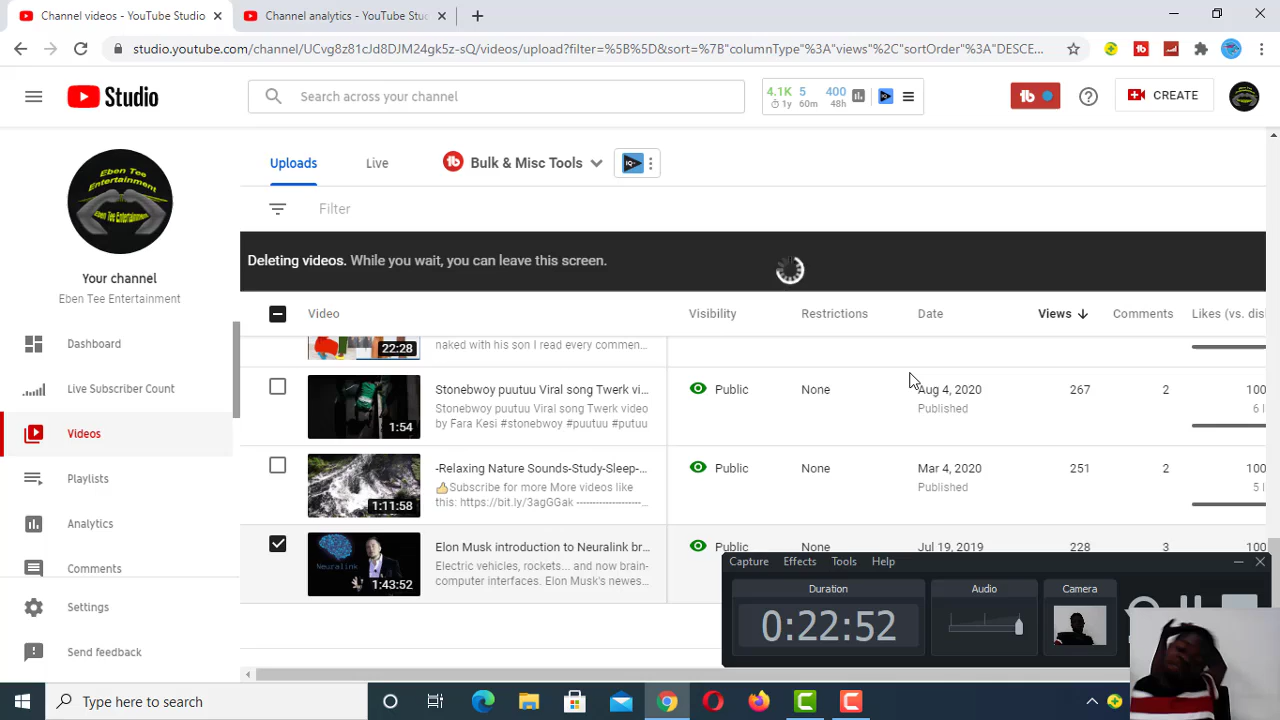 Channel videos - YouTube Studio
Channel analytics - YouTube Studio
studio.youtube.com/channel/UCvg8z81cJd8DJM24gk5z-sQ/videos/upload?filter=%5B%5D&sort=%7B"columnType"%3A"views"%2C"sortOrder"%3A"DESCE...
Studio
Search across your channel
4.1K 5 400
1y 60m 48h
CREATE
Uploads
Live
Bulk & Misc Tools
IQ
Filter
Eben Tee
Entertainment
Eben Tee Entertainment
Deleting videos. While you wait, you can leave this screen.
Your channel
Eben Tee Entertainment
Video
Visibility
Restrictions
Date
Views
Comments
Likes (vs. dis
22:28
naked with his son I read every commen...
Dashboard
Live Subscriber Count
Videos
Playlists
Analytics
Comments
Settings
Send feedback
1:54
Stonebwoy puutuu Viral song Twerk vi...
Stonebwoy puutuu Viral song Twerk video
by Fara Kesi #stonebwoy #puutuu #putuu
Public
None
Aug 4, 2020
Published
267
2
100
6 l
1:11:58
-Relaxing Nature Sounds-Study-Sleep-...
👍Subscribe for more More videos like
this: https://bit.ly/3agGGak --------------------...
Public
None
Mar 4, 2020
Published
251
2
100
5 l
Neuralink
1:43:52
Elon Musk introduction to Neuralink br...
Electric vehicles, rockets... and now brain-
computer interfaces. Elon Musk's newes...
Public
None
Jul 19, 2019
228
3
100
Capture Effects Tools Help
Duration
0:22:52
Audio
Camera
Type here to search